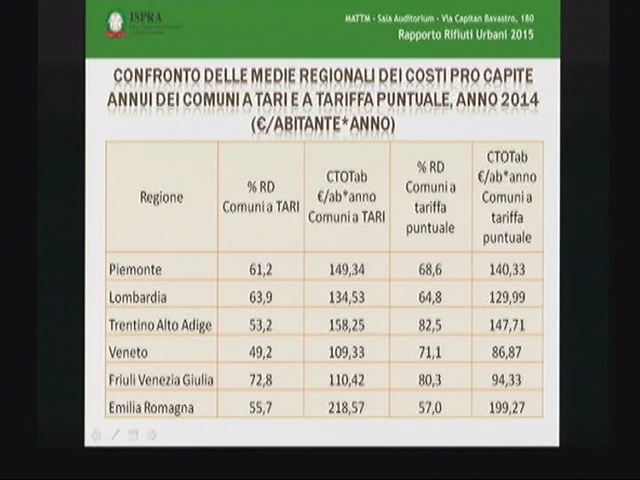 ISPRA
MATTM - Sala Auditorium - Via Capitan Bavastro, 180
Rapporto Rifiuti Urbani 2015
CONFRONTO DELLE MEDIE REGIONALI DEI COSTI PRO CAPITE
ANNUI DEI COMUNI A TARI E A TARIFFA PUNTUALE, ANNO 2014
(€/ABITANTE*ANNO)
Regione
% RD
Comuni a TARI
CTOTab
€/ab*anno
Comuni a TARI
% RD
Comuni a
tariffa
puntuale
CTOTab
€/ab*anno
Comuni a
tariffa
puntuale
Piemonte 61,2 149,34 68,6 140,33
Lombardia 63,9 134,53 64,8 129,99
Trentino Alto Adige 53,2 158,25 82,5 147,71
Veneto 49,2 109,33 71,1 86,87
Friuli Venezia Giulia 72,8 110,42 80,3 94,33
Emilia Romagna 55,7 218,57 57,0 199,27